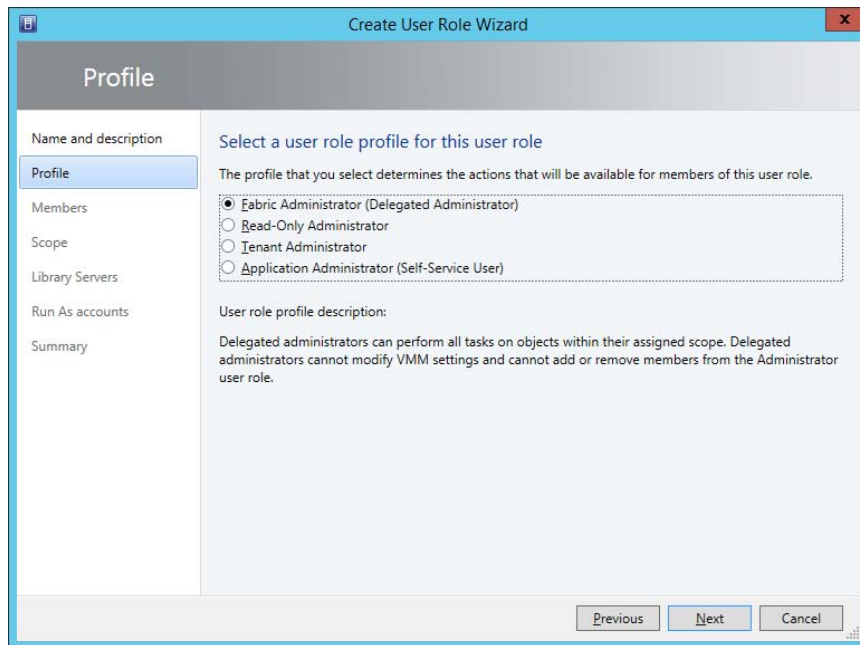 Create User Role Wizard
x
Profile
Name and description
Profile
Members
Scope
Library Servers
Run As accounts
Summary
Select a user role profile for this user role
The profile that you select determines the actions that will be available for members of this user role.
Fabric Administrator (Delegated Administrator)
Read-Only Administrator
Tenant Administrator
Application Administrator (Self-Service User)
User role profile description:
Delegated administrators can perform all tasks on objects within their assigned scope. Delegated
administrators cannot modify VMM settings and cannot add or remove members from the Administrator
user role.
Previous
Next
Cancel